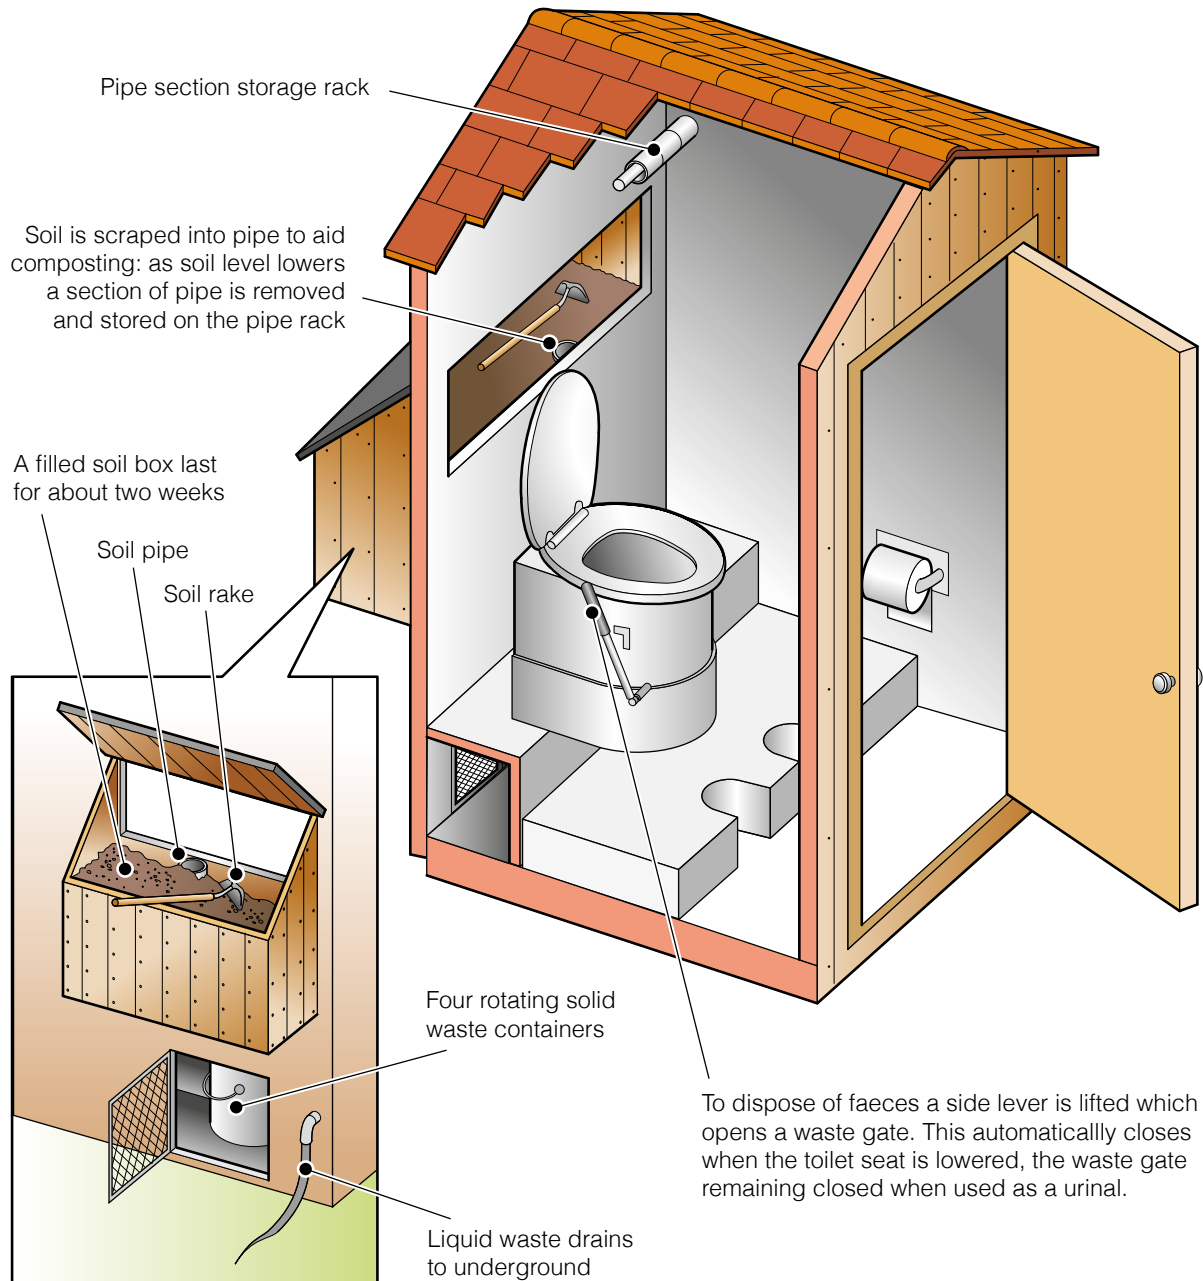 Pipe section storage rack
Soil is scraped into pipe to aid
composting: as soil level lowers
a section of pipe is removed
and stored on the pipe rack
A filled soil box last
for about two weeks
Soil pipe
Soil rake
Four rotating solid
waste containers
To dispose of faeces a side lever is lifted which
opens a waste gate. This automaticallly closes
when the toilet seat is lowered, the waste gate
remaining closed when used as a urinal.
Liquid waste drains
to underground